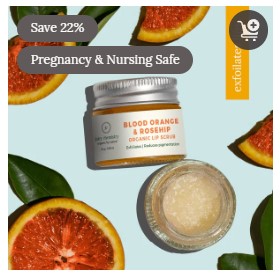 Save 22%
Pregnancy & Nursing Safe
exfoliate
BLOOD ORANGE
& ROSEHIP
ORGANIC LIP SCRUB